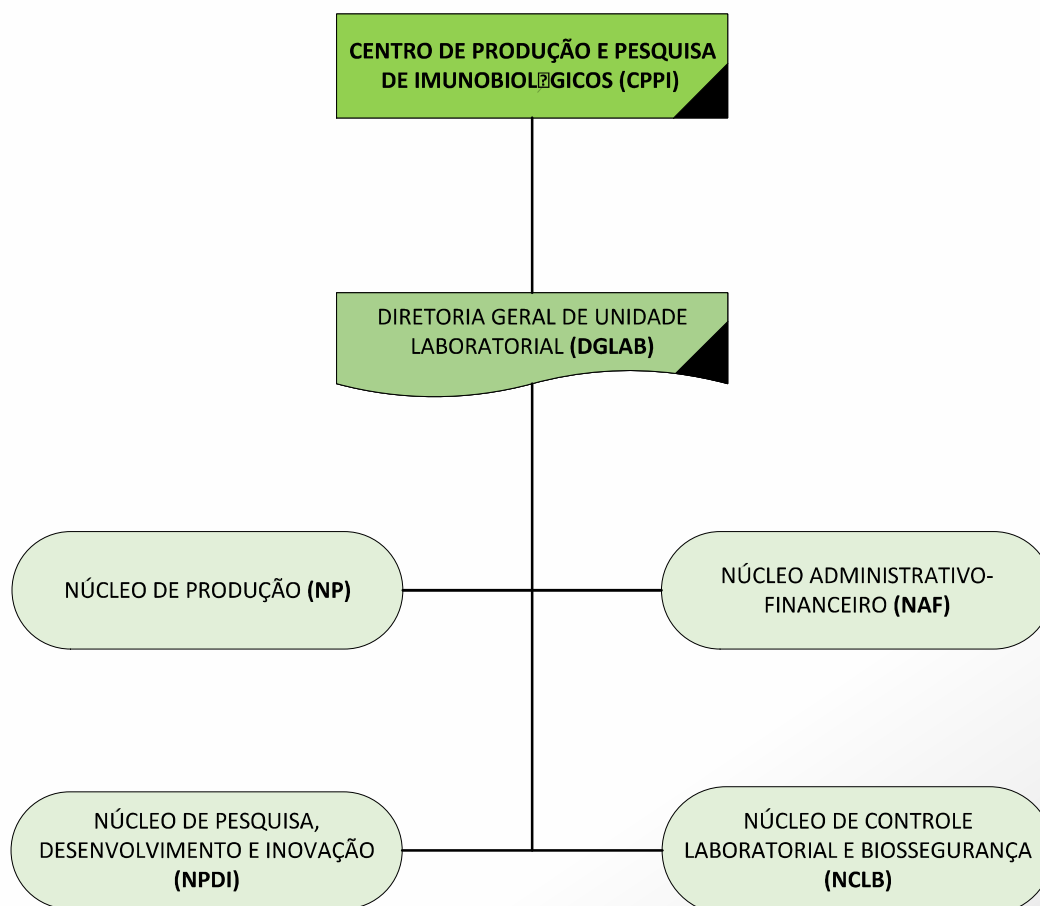 CENTRO DE PRODUÇÃO E PESQUISA
DE IMUNOBIOL�GICOS (CPPI)
DIRETORIA GERAL DE UNIDADE
LABORATORIAL (DGLAB)
NÚCLEO DE PRODUÇÃO (NP)
NÚCLEO ADMINISTRATIVO-
FINANCEIRO (NAF)
NÚCLEO DE PESQUISA,
DESENVOLVIMENTO E INOVAÇÃO
(NPDI)
NÚCLEO DE CONTROLE
LABORATORIAL E BIOSSEGURANÇA
(NCLB)